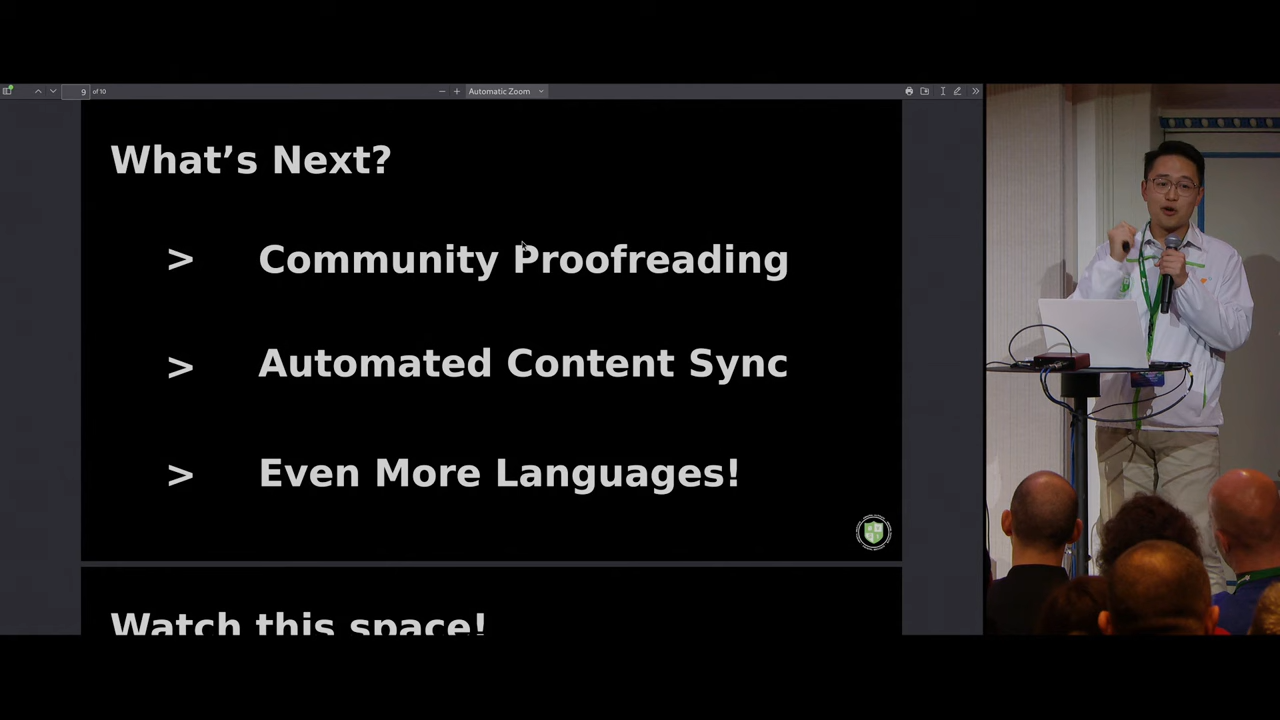 9 of 10
Automatic Zoom
What’s Next?
> Community Proofreading
> Automated Content Sync
> Even More Languages!
Watch this space!